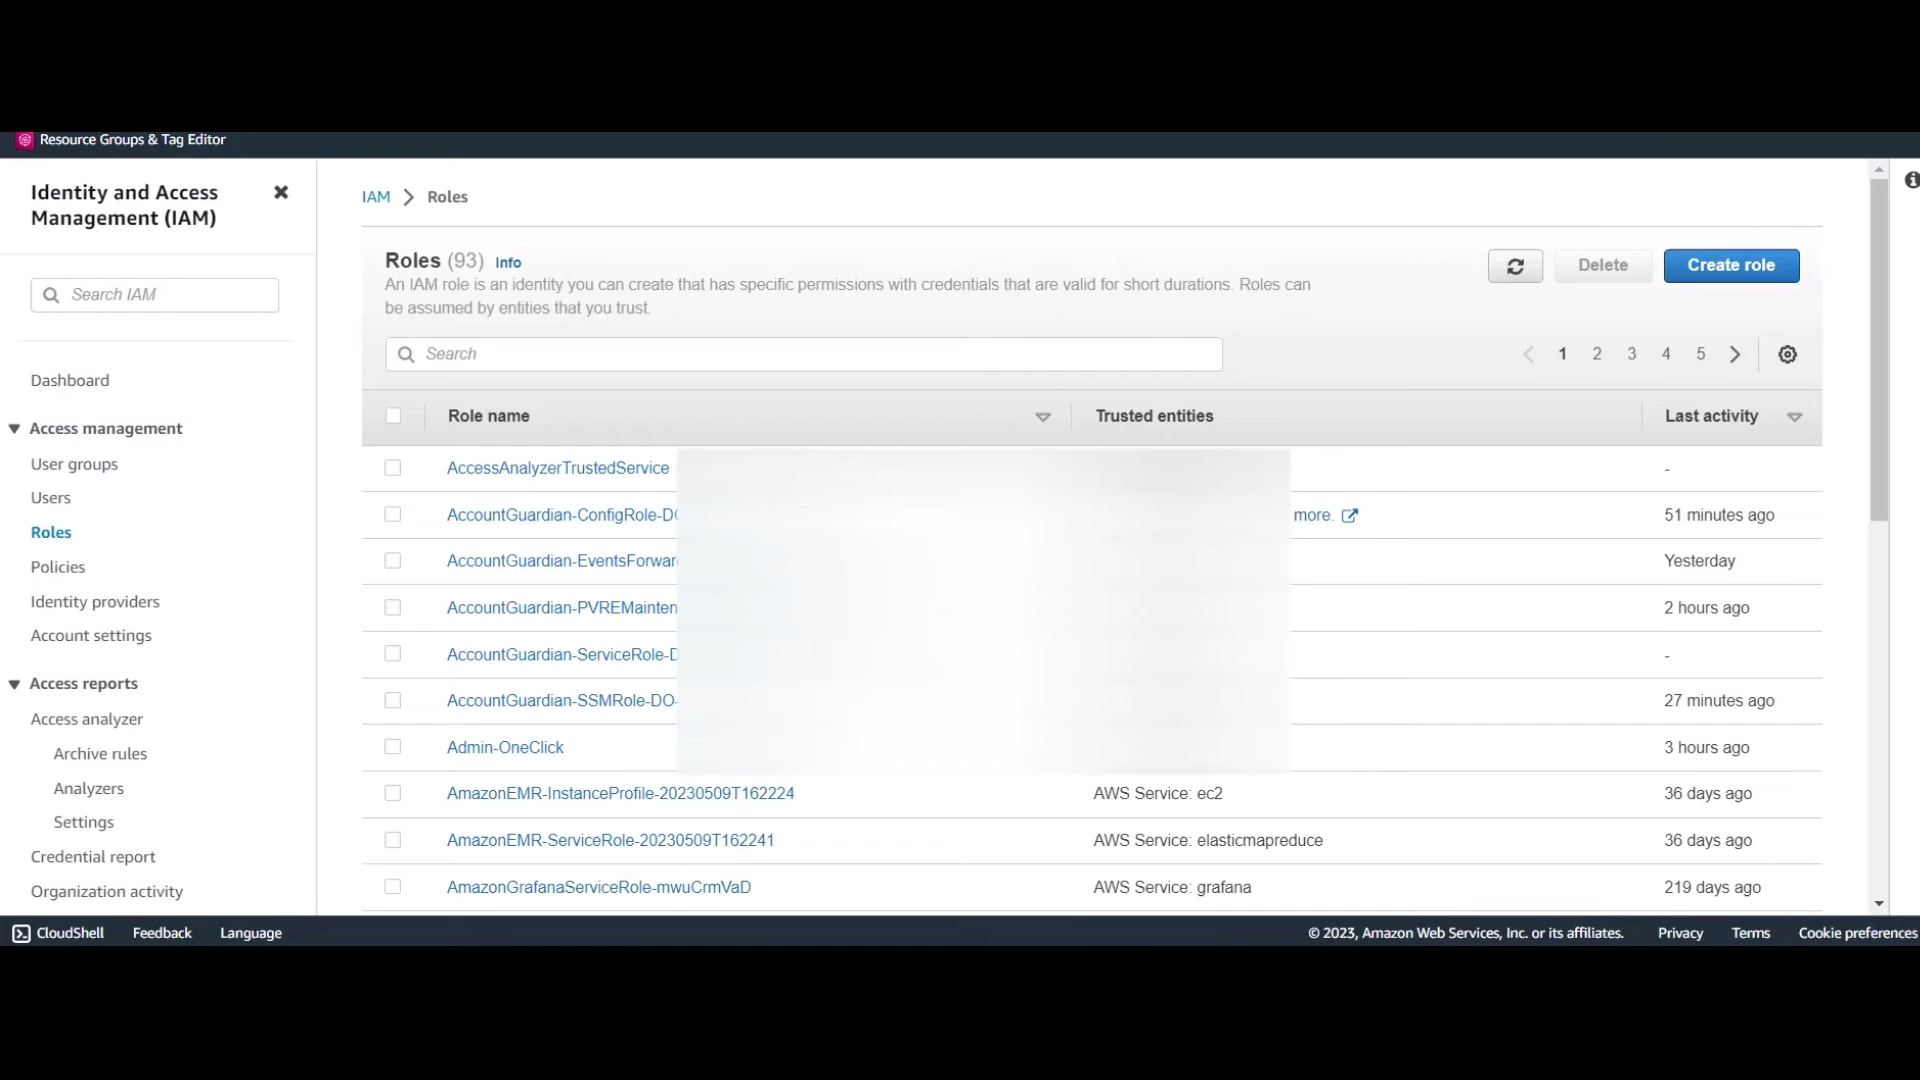 Resource Groups & Tag Editor
Identity and Access
Management (IAM)
Search IAM
Dashboard
Access management
User groups
Users
Roles
Policies
Identity providers
Account settings
Access reports
Access analyzer
Archive rules
Analyzers
Settings
Credential report
Organization activity
IAM > Roles
Roles (93) Info
An IAM role is an identity you can create that has specific permissions with credentials that are valid for short durations. Roles can
be assumed by entities that you trust.
Delete
Create role
Search
1 2 3 4 5
Role name Trusted entities Last activity
AccessAnalyzerTrustedService -
AccountGuardian-ConfigRole-DO more. 51 minutes ago
AccountGuardian-EventsForwar Yesterday
AccountGuardian-PVREMainten 2 hours ago
AccountGuardian-ServiceRole-D -
AccountGuardian-SSMRole-DO- 27 minutes ago
Admin-OneClick 3 hours ago
AmazonEMR-InstanceProfile-20230509T162224 AWS Service: ec2 36 days ago
AmazonEMR-ServiceRole-20230509T162241 AWS Service: elasticmapreduce 36 days ago
AmazonGrafanaServiceRole-mwuCrmVaD AWS Service: grafana 219 days ago
CloudShell Feedback Language © 2023, Amazon Web Services, Inc. or its affiliates. Privacy Terms Cookie preferences